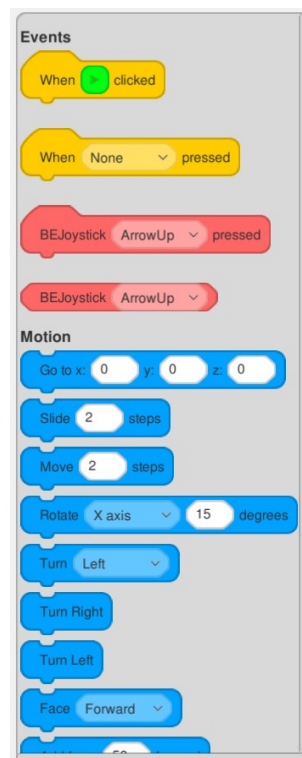 Events
When clicked
When None pressed
BEJoystick ArrowUp pressed
BEJoystick ArrowUp
Motion
Go to x: 0 y: 0 z: 0
Slide 2 steps
Move 2 steps
Rotate X axis 15 degrees
Turn Left
Turn Right
Turn Left
Face Forward